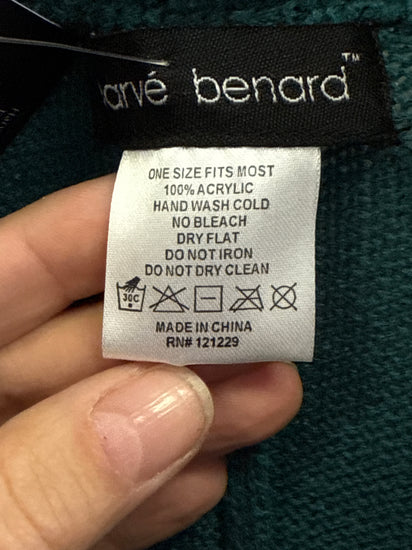 arvé benard™
ONE SIZE FITS MOST
100% ACRYLIC
HAND WASH COLD
NO BLEACH
DRY FLAT
DO NOT IRON
DO NOT DRY CLEAN
30C
MADE IN CHINA
RN# 121229